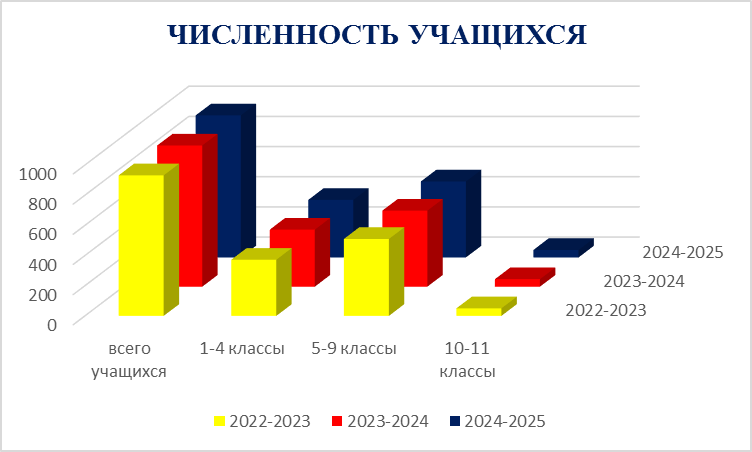 ЧИСЛЕННОСТЬ УЧАЩИХСЯ
1000
800
600
400
200
0
2024-2025
2023-2024
2022-2023
всего
учащихся
1-4 классы
5-9 классы
10-11
классы
2022-2023 2023-2024 2024-2025